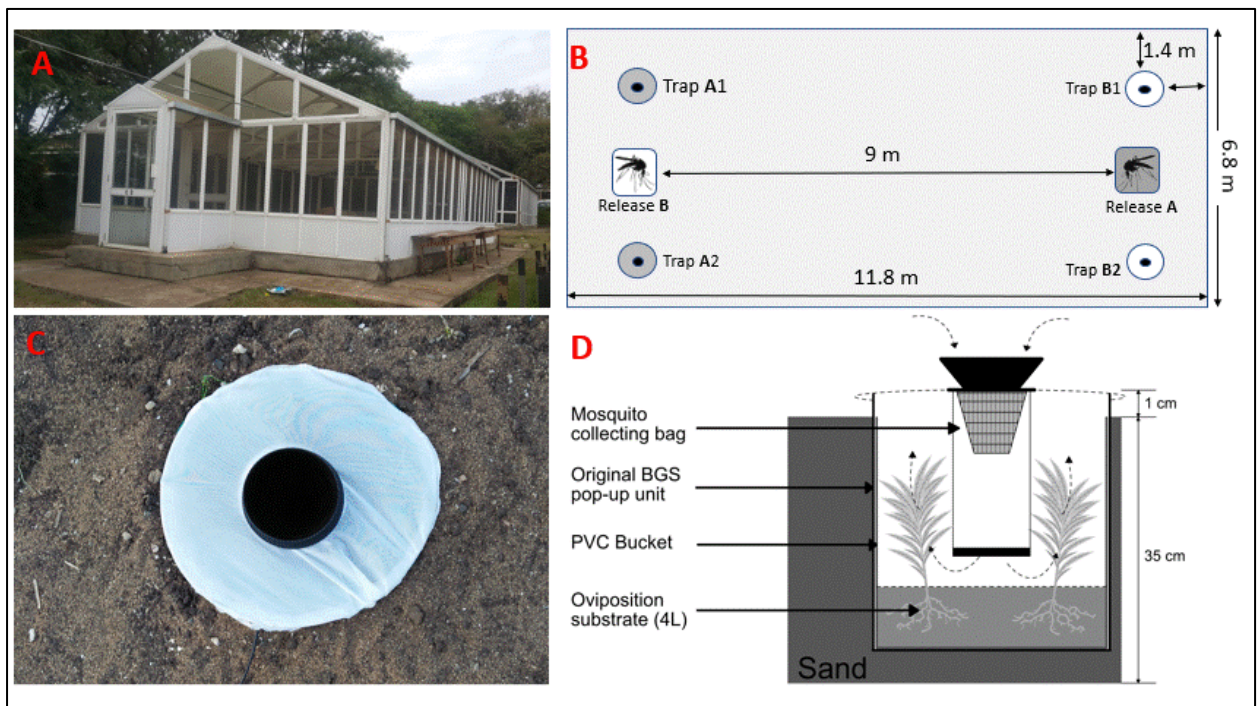 A
B
Trap A1
1.4 m
Trap B1
9 m
Release B
Release A
6.8 m
Trap A2
Trap B2
11.8 m
C
D
Mosquito
collecting bag
Original BGS
pop-up unit
PVC Bucket
Oviposition
substrate (4L)
1 cm
35 cm
Sand